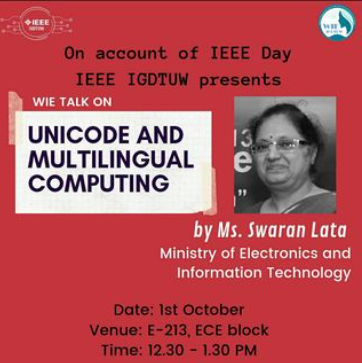 IEEE
IGDTUW
WIE
On account of IEEE Day
IEEE IGDTUW presents
WIE TALK ON
UNICODE AND
MULTILINGUAL
COMPUTING
by Ms. Swaran Lata
Ministry of Electronics and
Information Technology
Date: 1st October
Venue: E-213, ECE block
Time: 12.30 - 1.30 PM